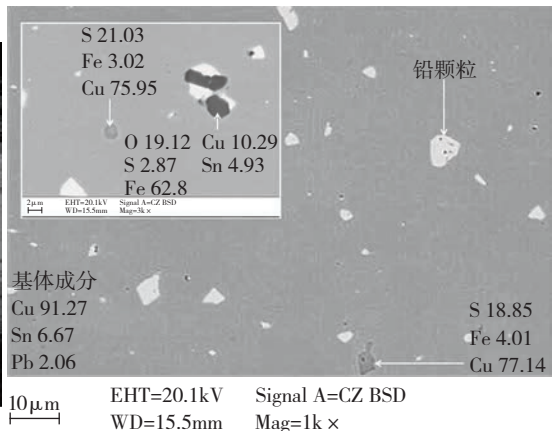 S 21.03
Fe 3.02
Cu 75.95
O 19.12 Cu 10.29
S 2.87 Sn 4.93
Fe 62.8
2μm EHT=20.1kV Signal A=CZ BSD
WD=15.5mm Mag=3k ×
铅颗粒
基体成分
Cu 91.27
Sn 6.67
Pb 2.06
S 18.85
Fe 4.01
Cu 77.14
10μm EHT=20.1kV Signal A=CZ BSD
WD=15.5mm Mag=1k ×